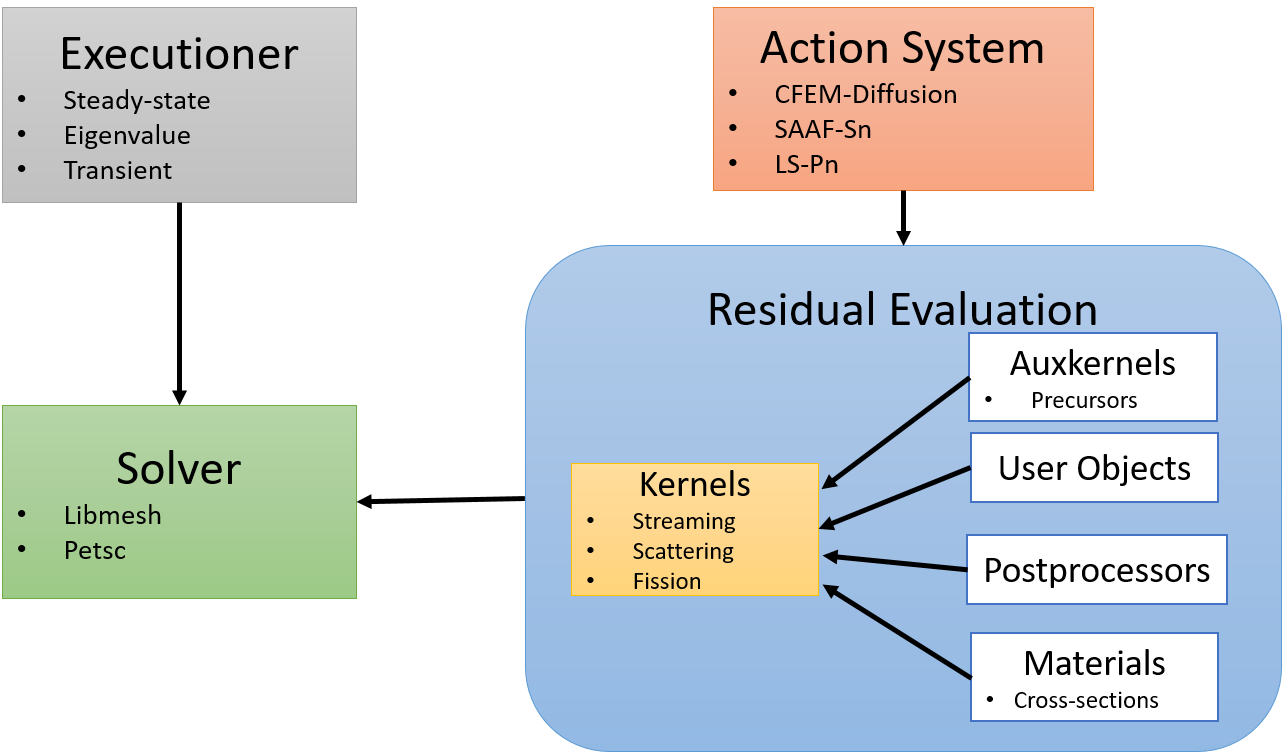 Executioner
• Steady-state
• Eigenvalue
• Transient
Action System
• CFEM-Diffusion
• SAAF-Sn
• LS-Pn
Residual Evaluation
Auxkernels
• Precursors
User Objects
Kernels
• Streaming
• Scattering
• Fission
Postprocessors
Materials
• Cross-sections
Solver
• Libmesh
• Petsc